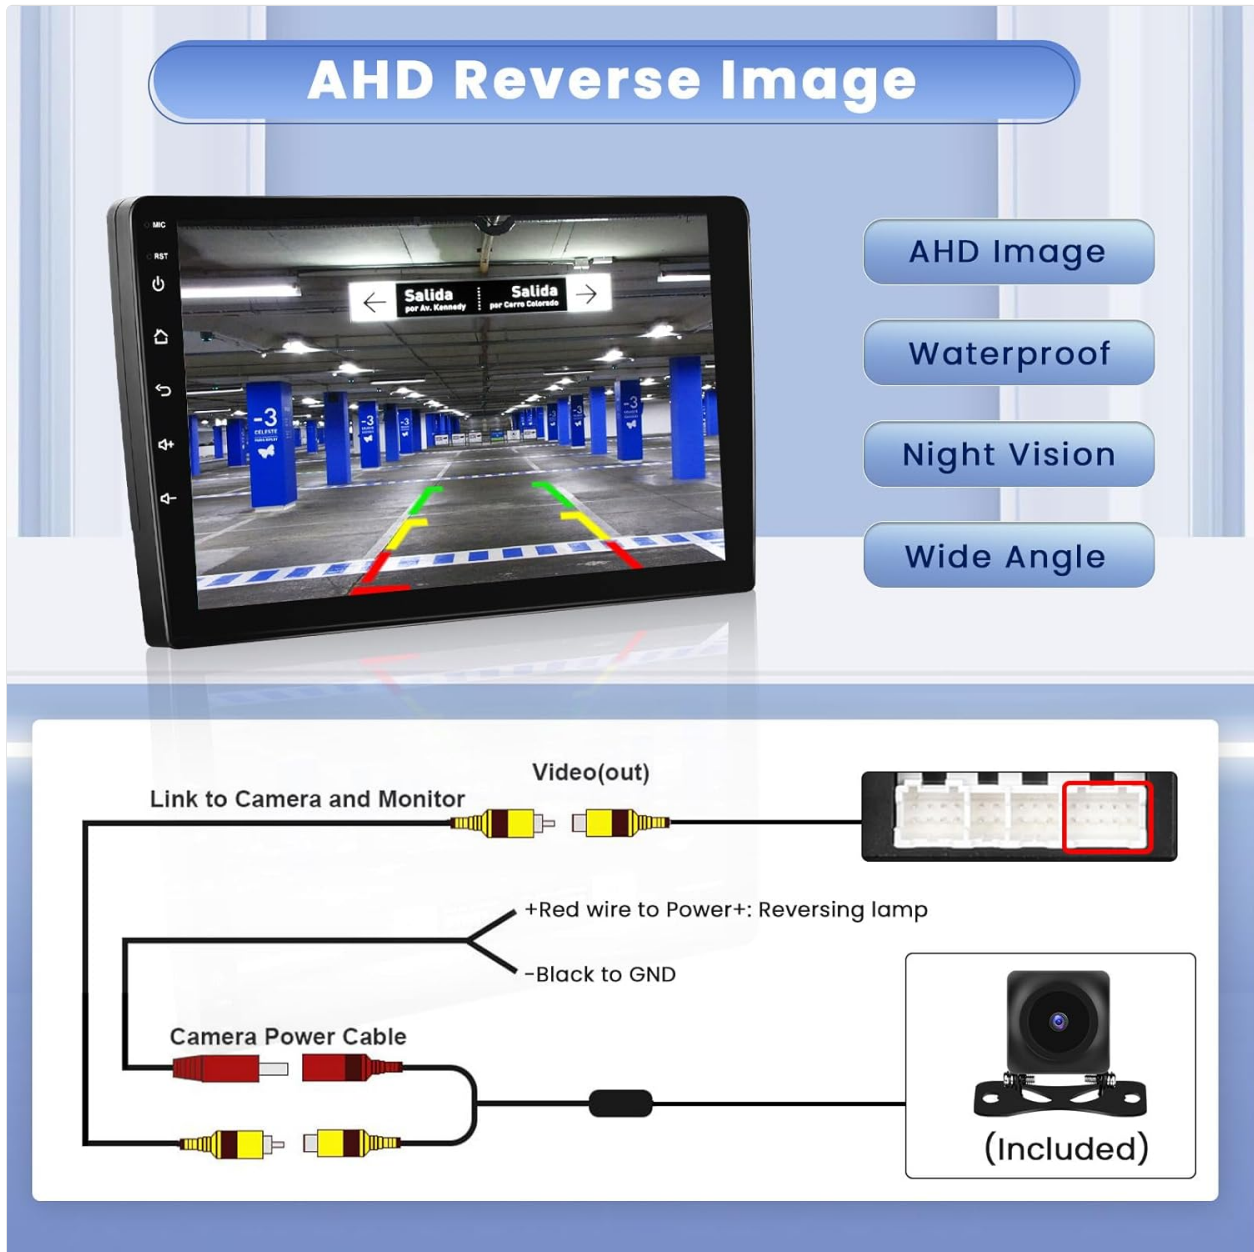 AHD Reverse Image
MIC
RST
Salida
por Av. Kennedy
Salida
por Cerro Colorado
-3
CELESTE
-3
-3
-3
-3
AHD Image
Waterproof
Night Vision
Wide Angle
Video(out)
Link to Camera and Monitor
+Red wire to Power+: Reversing lamp
-Black to GND
Camera Power Cable
(Included)